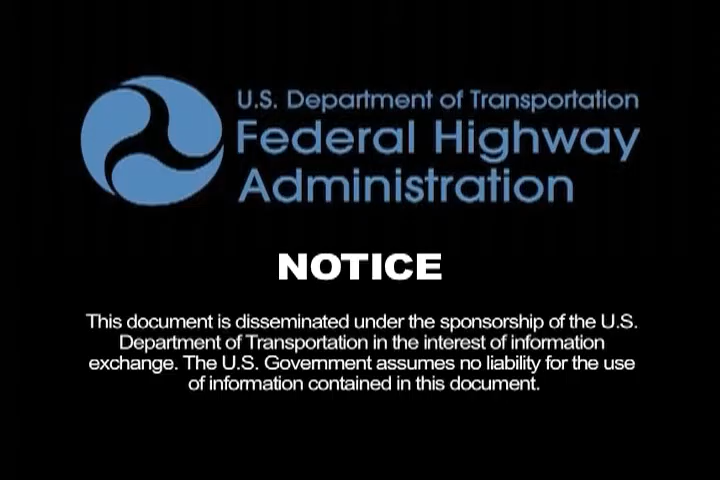 U.S. Department of Transportation
Federal Highway
Administration
NOTICE
This document is disseminated under the sponsorship of the U.S.
Department of Transportation in the interest of information
exchange. The U.S. Government assumes no liability for the use
of information contained in this document.